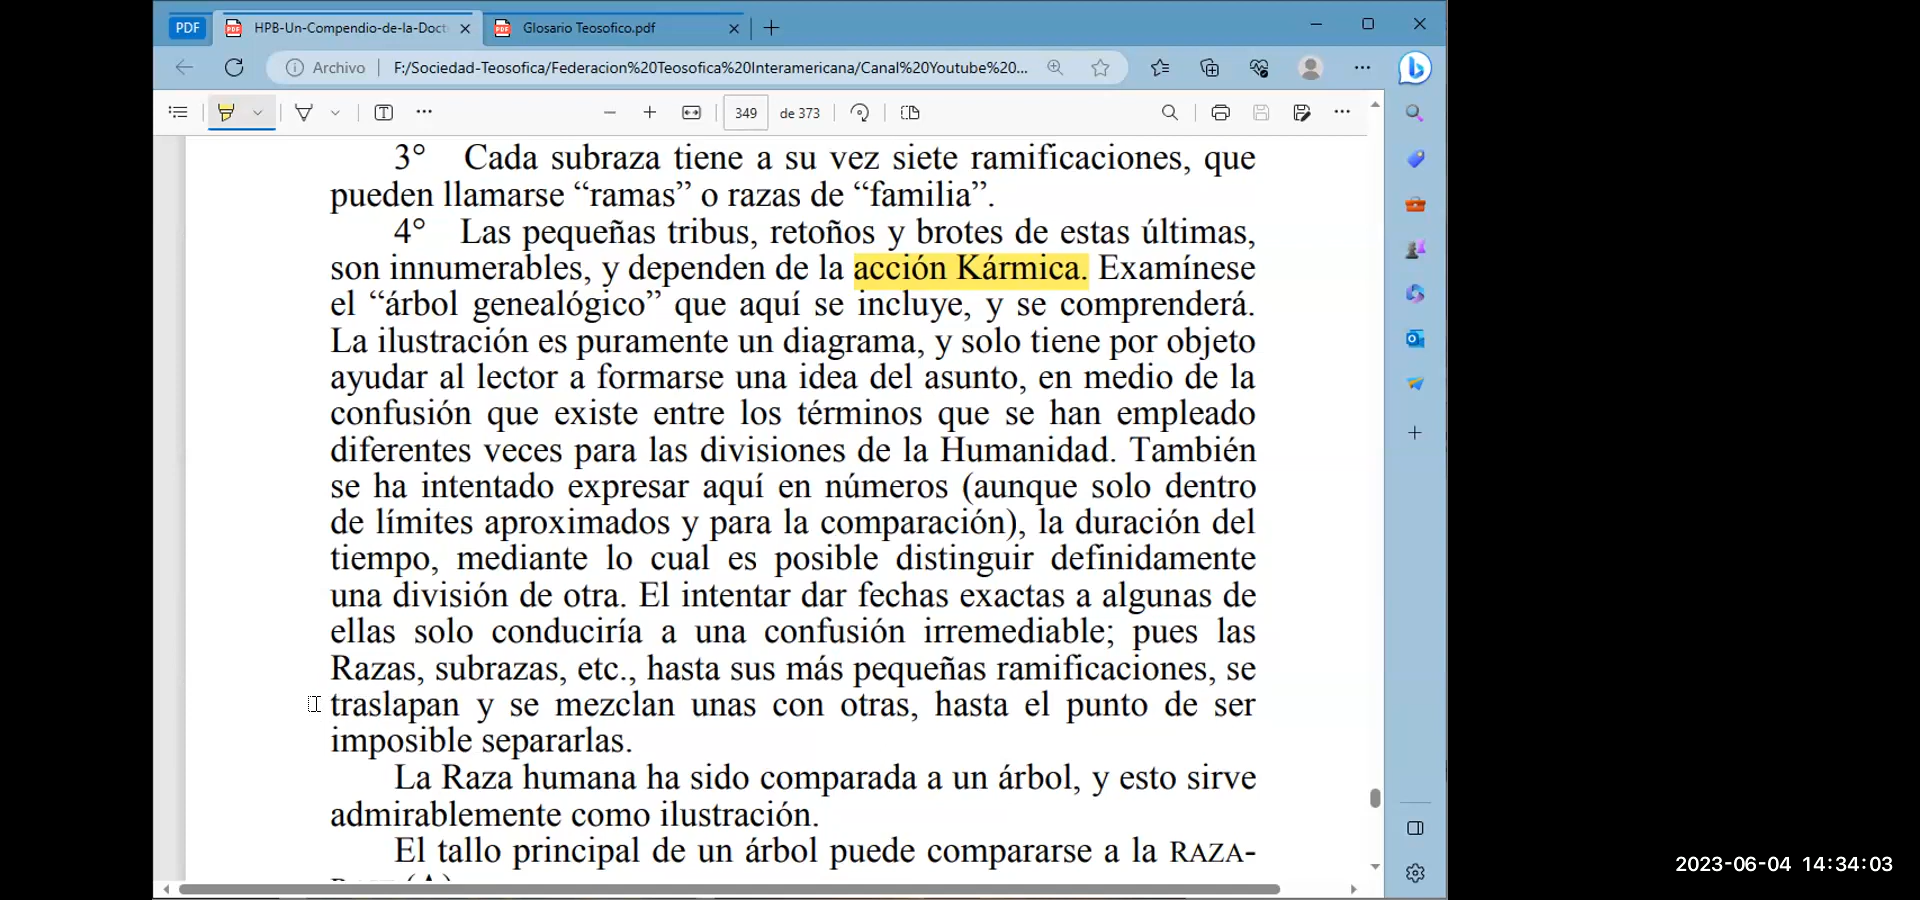 PDF
HPB-Un-Compendio-de-la-Doct
Glosario Teosofico.pdf
Archivo
F:/Sociedad-Teosofica/Federacion%20Teosofica%20Interamericana/Canal%20Youtube%20...
349
de 373
3° Cada subraza tiene a su vez siete ramificaciones, que
pueden llamarse “ramas” o razas de “familia”.
4° Las pequeñas tribus, retoños y brotes de estas últimas,
son innumerables, y dependen de la acción Kármica. Examínese
el “árbol genealógico” que aquí se incluye, y se comprenderá.
La ilustración es puramente un diagrama, y solo tiene por objeto
ayudar al lector a formarse una idea del asunto, en medio de la
confusión que existe entre los términos que se han empleado
diferentes veces para las divisiones de la Humanidad. También
se ha intentado expresar aquí en números (aunque solo dentro
de límites aproximados y para la comparación), la duración del
tiempo, mediante lo cual es posible distinguir definidamente
una división de otra. El intentar dar fechas exactas a algunas de
ellas solo conduciría a una confusión irremediable; pues las
Razas, subrazas, etc., hasta sus más pequeñas ramificaciones, se
traslapan y se mezclan unas con otras, hasta el punto de ser
imposible separarlas.
La Raza humana ha sido comparada a un árbol, y esto sirve
admirablemente como ilustración.
El tallo principal de un árbol puede compararse a la RAZA-
2023-06-04 14:34:03